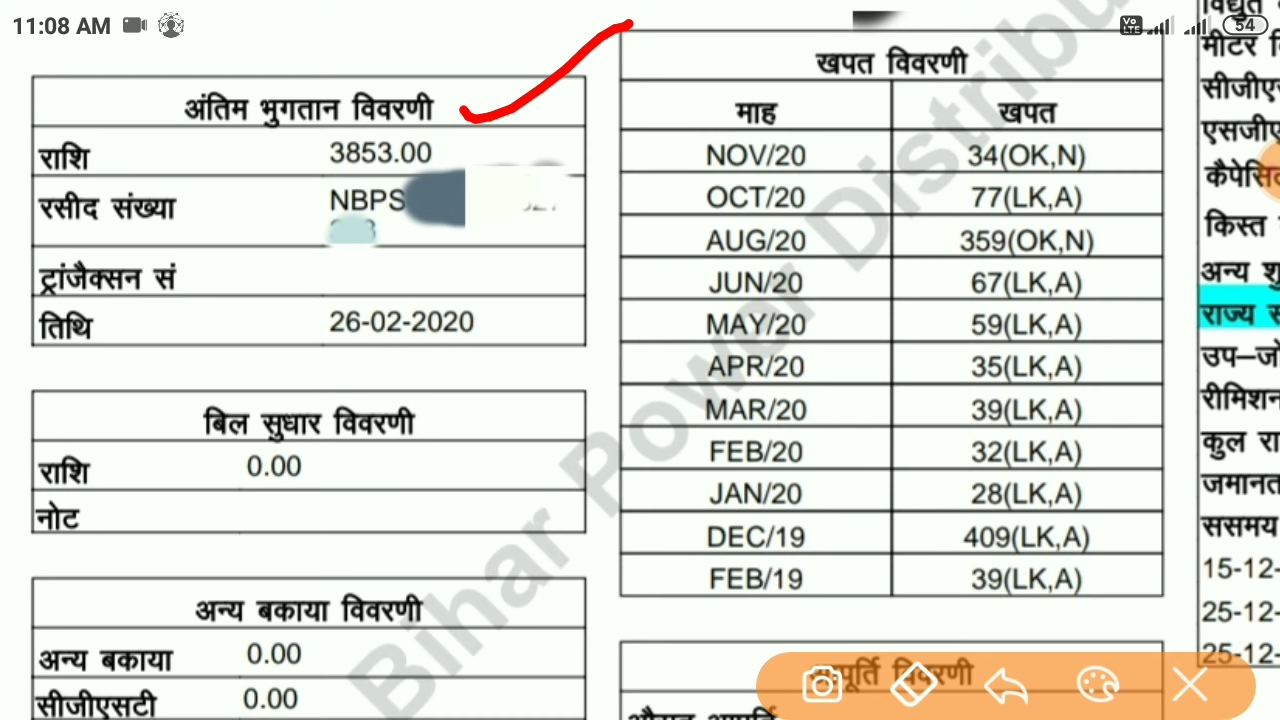 11:08 AM
Vo LTE
54
अंतिम भुगतान विवरणी
राशि 3853.00
रसीद संख्या NBPS
ट्रांजैक्सन सं
तिथि 26-02-2020
बिल सुधार विवरणी
राशि 0.00
नोट
अन्य बकाया विवरणी
अन्य बकाया 0.00
सीजीएसटी 0.00
खपत विवरणी
माह खपत
NOV/20 34(OK,N)
OCT/20 77(LK,A)
AUG/20 359(OK,N)
JUN/20 67(LK,A)
MAY/20 59(LK,A)
APR/20 35(LK,A)
MAR/20 39(LK,A)
FEB/20 32(LK,A)
JAN/20 28(LK,A)
DEC/19 409(LK,A)
FEB/19 39(LK,A)
विवरणी
Bihar Power Distribu
विद्युत
मीटर
सीजीएस
एसजीए
कैपेसि
किस्त
अन्य शु
राज्य स
उप–जो
रीमिशन
कुल रा
जमानत
ससमय
15-12-
25-12-
25-12-